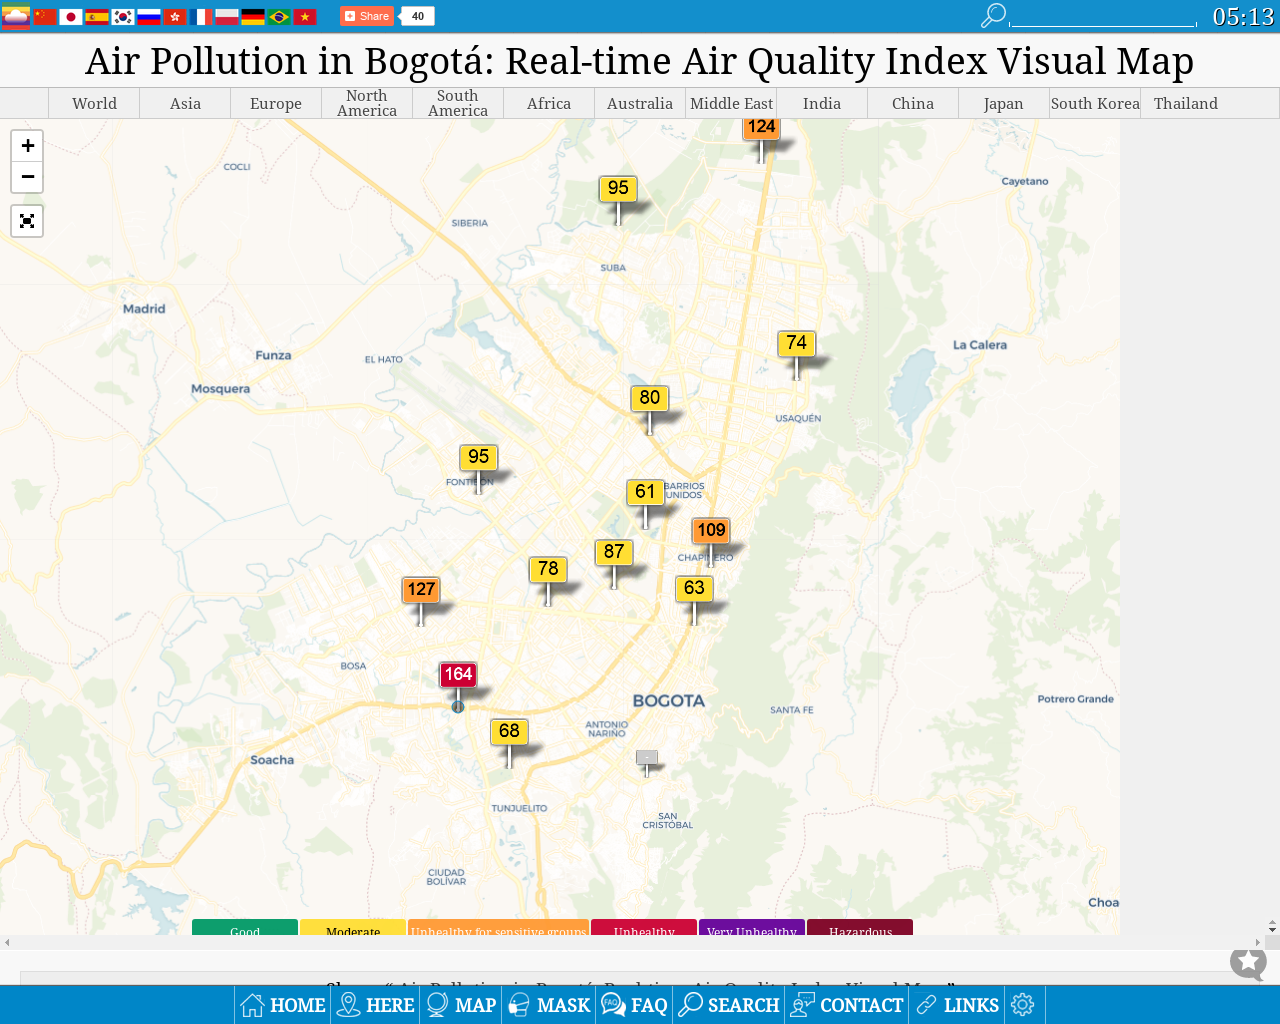 Share
40
05:13
Air Pollution in Bogotá: Real-time Air Quality Index Visual Map
World
Asia
Europe
North America
South America
Africa
Australia
Middle East
India
China
Japan
South Korea
Thailand
+
−
124
COCLI
Cayetano
95
SIBERIA
SUBA
Madrid
74
La Calera
Funza
EL HATO
Mosquera
80
USAQUÉN
95
FONTIBÓN
61
BARRIOS
UNIDOS
109
87
CHAPINERO
78
127
63
BOSA
164
BOGOTA
Potrero Grande
SANTA FE
68
ANTONIO
NARIÑO
-
Soacha
TUNJUELITO
SAN
CRISTÓBAL
CIUDAD
BOLÍVAR
Choa
Good
Moderate
Unhealthy for sensitive groups
Unhealthy
Very Unhealthy
Hazardous
HOME
HERE
MAP
MASK
FAQ
FAQ
SEARCH
CONTACT
LINKS